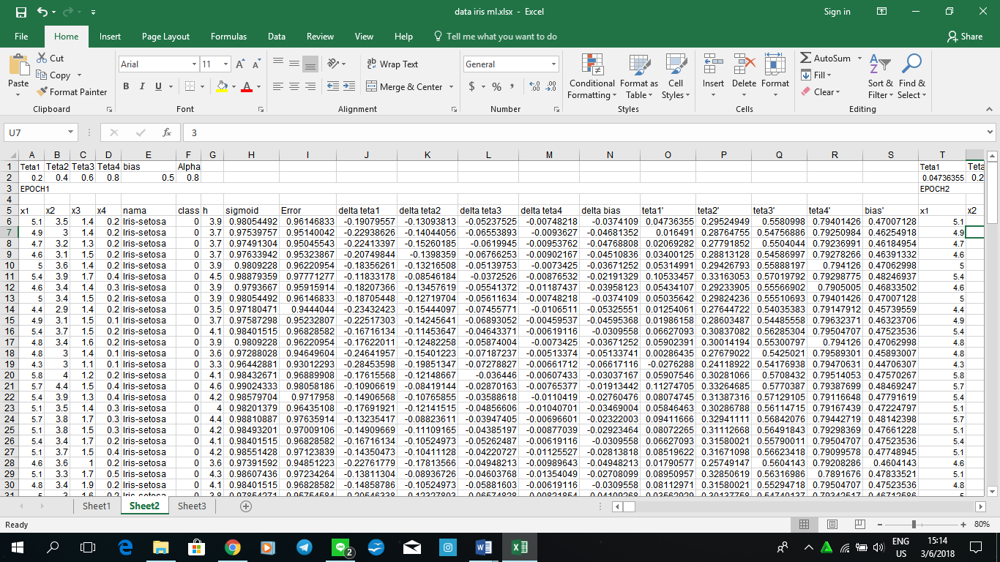 data iris ml.xlsx - Excel
Sign in
File Home Insert Page Layout Formulas Data Review View Help Tell me what you want to do Share
Paste Cut Copy Format Painter Clipboard
Arial 11 A A B I U A Font
Wrap Text Merge & Center Alignment
General $ % , Number
Conditional Formatting Format as Table Cell Styles Styles
Insert Delete Format Cells
AutoSum Fill Clear Sort & Filter Find & Select Editing
U7 fx 3
A B C D E F G H I J K L M N O P Q R S T
1 Teta1 Teta2 Teta3 Teta4 bias Alpha Teta1
2 0.2 0.4 0.6 0.8 0.5 0.8 0.04736355
3 EPOCH1 EPOCH2
4
5 x1 x2 x3 x4 nama class h sigmoid Error delta teta1 delta teta2 delta teta3 delta teta4 delta bias teta1' teta2' teta3' teta4' bias' x1 x2
6 5.1 3.5 1.4 0.2 Iris-setosa 0 3.9 0.98054492 0.96146833 -0.19079557 -0.13093813 -0.05237525 -0.00748218 -0.0374109 0.04736355 0.29524949 0.5580998 0.79401426 0.47007128 5.1
7 4.9 3 1.4 0.2 Iris-setosa 0 3.7 0.97539757 0.95140042 -0.22938626 -0.14044056 -0.06553893 -0.0093627 -0.04681352 0.016491 0.28764755 0.54756886 0.79250984 0.46254918 4.9
8 4.7 3.2 1.3 0.2 Iris-setosa 0 3.7 0.97491304 0.95045543 -0.22413397 -0.15260185 -0.0619945 -0.00953762 -0.04768808 0.02069282 0.27791852 0.5504044 0.79236991 0.46184954 4.7
9 4.6 3.1 1.5 0.2 Iris-setosa 0 3.7 0.97633942 0.95323867 -0.20749844 -0.1398359 -0.06766253 -0.00902167 -0.04510836 0.03400125 0.28813128 0.54586997 0.79278266 0.46391332 4.6
10 5 3.6 1.4 0.2 Iris-setosa 0 3.9 0.9809228 0.96220954 -0.18356261 -0.13216508 -0.05139753 -0.0073425 -0.03671252 0.05314991 0.29426793 0.55888197 0.794126 0.47062998 5
11 5.4 3.9 1.7 0.4 Iris-setosa 0 4.5 0.98879359 0.97771277 -0.11833178 -0.08546184 -0.0372526 -0.00876532 -0.02191329 0.10533457 0.33163053 0.57019792 0.79298775 0.48246937 5.4
12 4.6 3.4 1.4 0.3 Iris-setosa 0 3.9 0.9793667 0.95915914 -0.18207366 -0.13457619 -0.05541372 -0.01187437 -0.03958123 0.05434107 0.29233905 0.55566902 0.7905005 0.46833502 4.6
13 5 3.4 1.5 0.2 Iris-setosa 0 3.9 0.98054492 0.96146833 -0.18705448 -0.12719704 -0.05611634 -0.00748218 -0.0374109 0.05035642 0.29824236 0.55510693 0.79401426 0.47007128 5
14 4.4 2.9 1.4 0.2 Iris-setosa 0 3.5 0.97180471 0.9444044 -0.23432423 -0.15444097 -0.07455771 -0.0106511 -0.05325551 0.01254061 0.27644722 0.54035383 0.79147912 0.45739559 4.4
15 4.9 3.1 1.5 0.1 Iris-setosa 0 3.7 0.97587298 0.95232807 -0.22517303 -0.14245641 -0.06893052 -0.00459537 -0.04595368 0.01986158 0.28603487 0.54485558 0.79632371 0.46323706 4.9
16 5.4 3.7 1.5 0.2 Iris-setosa 0 4.1 0.98401515 0.96828582 -0.16716134 -0.11453647 -0.04643371 -0.00619116 -0.0309558 0.06627093 0.30837082 0.56285304 0.79504707 0.47523536 5.4
17 4.8 3.4 1.6 0.2 Iris-setosa 0 3.9 0.9809228 0.96220954 -0.17622011 -0.12482258 -0.05874004 -0.0073425 -0.03671252 0.05902391 0.30014194 0.55300797 0.794126 0.47062998 4.8
18 4.8 3 1.4 0.1 Iris-setosa 0 3.6 0.97288028 0.94649604 -0.24641957 -0.15401223 -0.07187237 -0.00513374 -0.05133741 0.00286435 0.27679022 0.5425021 0.79589301 0.45893007 4.8
19 4.3 3 1.1 0.1 Iris-setosa 0 3.3 0.96442881 0.93012293 -0.28453598 -0.19851347 -0.07278827 -0.00661712 -0.06617116 -0.0276288 0.24118922 0.54176938 0.79470631 0.44706307 4.3
20 5.8 4 1.2 0.2 Iris-setosa 0 4.1 0.98432671 0.96889908 -0.17615568 -0.12148667 -0.036446 -0.00607433 -0.03037167 0.05907546 0.30281066 0.5708432 0.79514053 0.47570267 5.8
21 5.7 4.4 1.5 0.4 Iris-setosa 0 4.6 0.99024333 0.98058186 -0.10906619 -0.08419144 -0.02870163 -0.00765377 -0.01913442 0.11274705 0.33264685 0.5770387 0.79387699 0.48469247 5.7
22 5.4 3.9 1.3 0.4 Iris-setosa 0 4.2 0.98579704 0.9717958 -0.14906568 -0.10765855 -0.03588618 -0.0110419 -0.02760476 0.08074745 0.31387316 0.57129105 0.79116648 0.47791619 5.4
23 5.1 3.5 1.4 0.3 Iris-setosa 0 4 0.98201379 0.96435108 -0.17691921 -0.12141515 -0.04856606 -0.01040701 -0.03469004 0.05846463 0.30286788 0.56114715 0.79167439 0.47224797 5.1
24 5.7 3.8 1.7 0.3 Iris-setosa 0 4.4 0.98810887 0.97635914 -0.13235417 -0.08823611 -0.03947405 -0.00696601 -0.02322003 0.09411666 0.32941111 0.56842076 0.79442719 0.48142398 5.7
25 5.1 3.8 1.5 0.3 Iris-setosa 0 4.2 0.98493201 0.97009106 -0.14909669 -0.11109165 -0.04385197 -0.00877039 -0.02923464 0.08072265 0.31112668 0.56491843 0.79298369 0.47661228 5.1
26 5.4 3.4 1.7 0.2 Iris-setosa 0 4.1 0.98401515 0.96828582 -0.16716134 -0.10524973 -0.05262487 -0.00619116 -0.0309558 0.06627093 0.31580021 0.55790011 0.79504707 0.47523536 5.4
27 5.1 3.7 1.5 0.4 Iris-setosa 0 4.2 0.98551428 0.97123839 -0.14350473 -0.10411128 -0.04220727 -0.01125527 -0.02813818 0.08519622 0.31671098 0.56623418 0.79099578 0.47748945 5.1
28 4.6 3.6 1 0.2 Iris-setosa 0 3.6 0.97391592 0.94851223 -0.22761779 -0.17813566 -0.04948213 -0.00989643 -0.04948213 0.01790577 0.25749147 0.5604143 0.79208286 0.4604143 4.6
29 5.1 3.3 1.7 0.5 Iris-setosa 0 4.3 0.98607436 0.97234264 -0.13811304 -0.08936726 -0.04603768 -0.01354049 -0.02708099 0.08950957 0.32850619 0.56316986 0.7891676 0.47833521 5.1
30 4.8 3.4 1.9 0.2 Iris-setosa 0 4.1 0.98401515 0.96828582 -0.14858786 -0.10524973 -0.05881603 -0.00619116 -0.0309558 0.08112971 0.31580021 0.55294718 0.79504707 0.47523536 4.8
Sheet1 Sheet2 Sheet3
Ready 80%
2 ENG US 15:14 3/6/2018